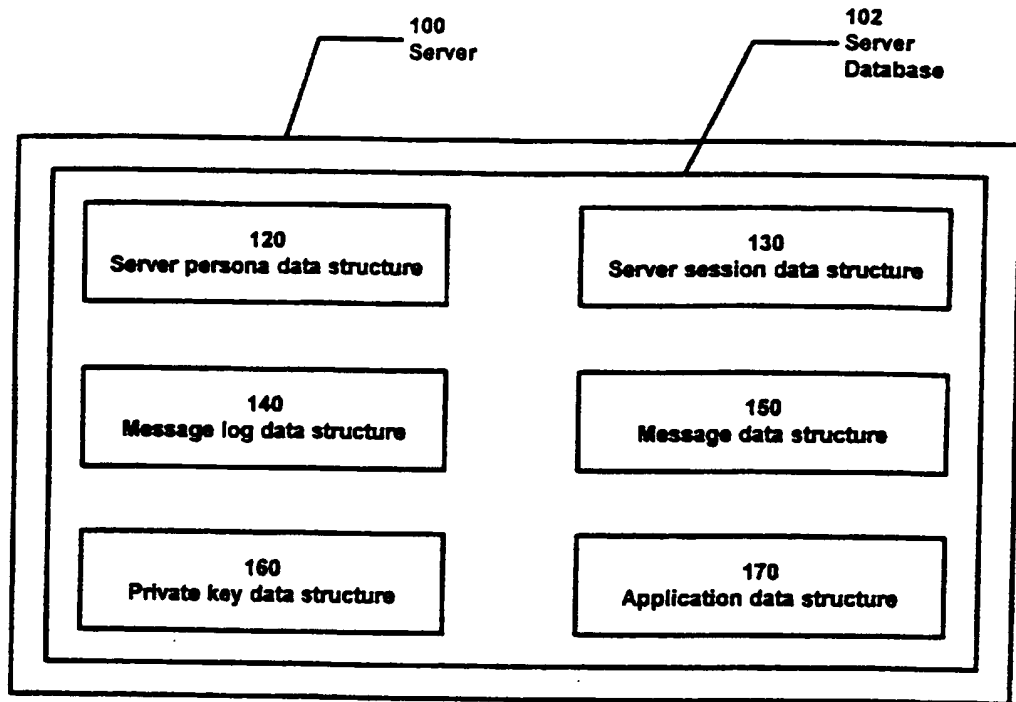 100
Server
102
Server
Database
120
Server persona data structure
130
Server session data structure
140
Message log data structure
150
Message data structure
160
Private key data structure
170
Application data structure